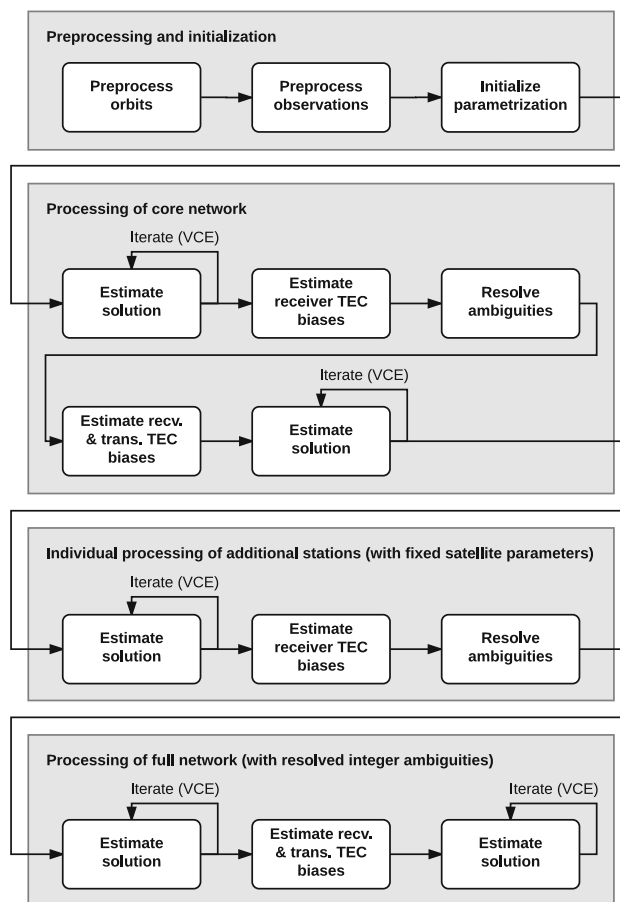 Preprocessing and initialization
Preprocess
orbits
Preprocess
observations
Initialize
parametrization
Processing of core network
Iterate (VCE)
Estimate
solution
Estimate
receiver TEC
biases
Resolve
ambiguities
Iterate (VCE)
Estimate recv.
& trans. TEC
biases
Estimate
solution
Individual processing of additional stations (with fixed satellite parameters)
Iterate (VCE)
Estimate
solution
Estimate
receiver TEC
biases
Resolve
ambiguities
Processing of full network (with resolved integer ambiguities)
Iterate (VCE)
Estimate
solution
Estimate recv.
& trans. TEC
biases
Iterate (VCE)
Estimate
solution